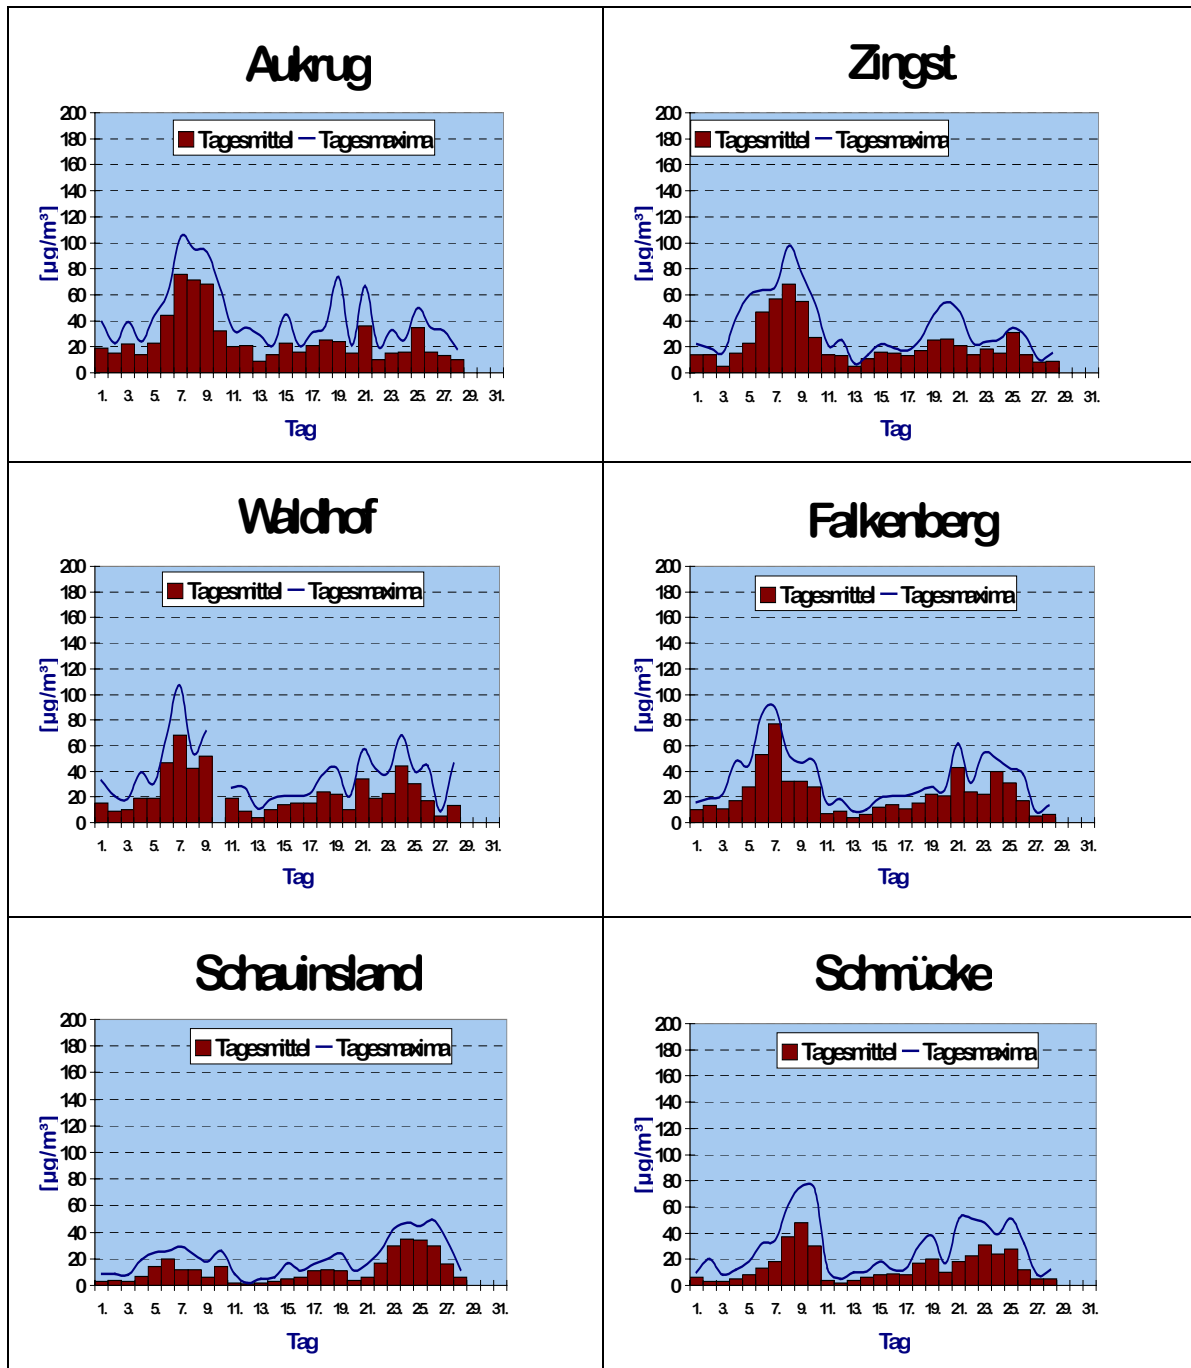 Aukrug
200
180
160
140
120
100
80
60
40
20
0
[µg/m³]
Tagesmittel Tagesmaxima
1. 3. 5. 7. 9. 11. 13. 15. 17. 19. 21. 23. 25. 27. 29. 31.
Tag
Zingst
200
180
160
140
120
100
80
60
40
20
0
[µg/m³]
Tagesmittel Tagesmaxima
1. 3. 5. 7. 9. 11. 13. 15. 17. 19. 21. 23. 25. 27. 29. 31.
Tag
Waldhof
200
180
160
140
120
100
80
60
40
20
0
[µg/m³]
Tagesmittel Tagesmaxima
1. 3. 5. 7. 9. 11. 13. 15. 17. 19. 21. 23. 25. 27. 29. 31.
Tag
Falkenberg
200
180
160
140
120
100
80
60
40
20
0
[µg/m³]
Tagesmittel Tagesmaxima
1. 3. 5. 7. 9. 11. 13. 15. 17. 19. 21. 23. 25. 27. 29. 31.
Tag
Schauinsland
200
180
160
140
120
100
80
60
40
20
0
[µg/m³]
Tagesmittel Tagesmaxima
1. 3. 5. 7. 9. 11. 13. 15. 17. 19. 21. 23. 25. 27. 29. 31.
Tag
Schmücke
200
180
160
140
120
100
80
60
40
20
0
[µg/m³]
Tagesmittel Tagesmaxima
1. 3. 5. 7. 9. 11. 13. 15. 17. 19. 21. 23. 25. 27. 29. 31.
Tag